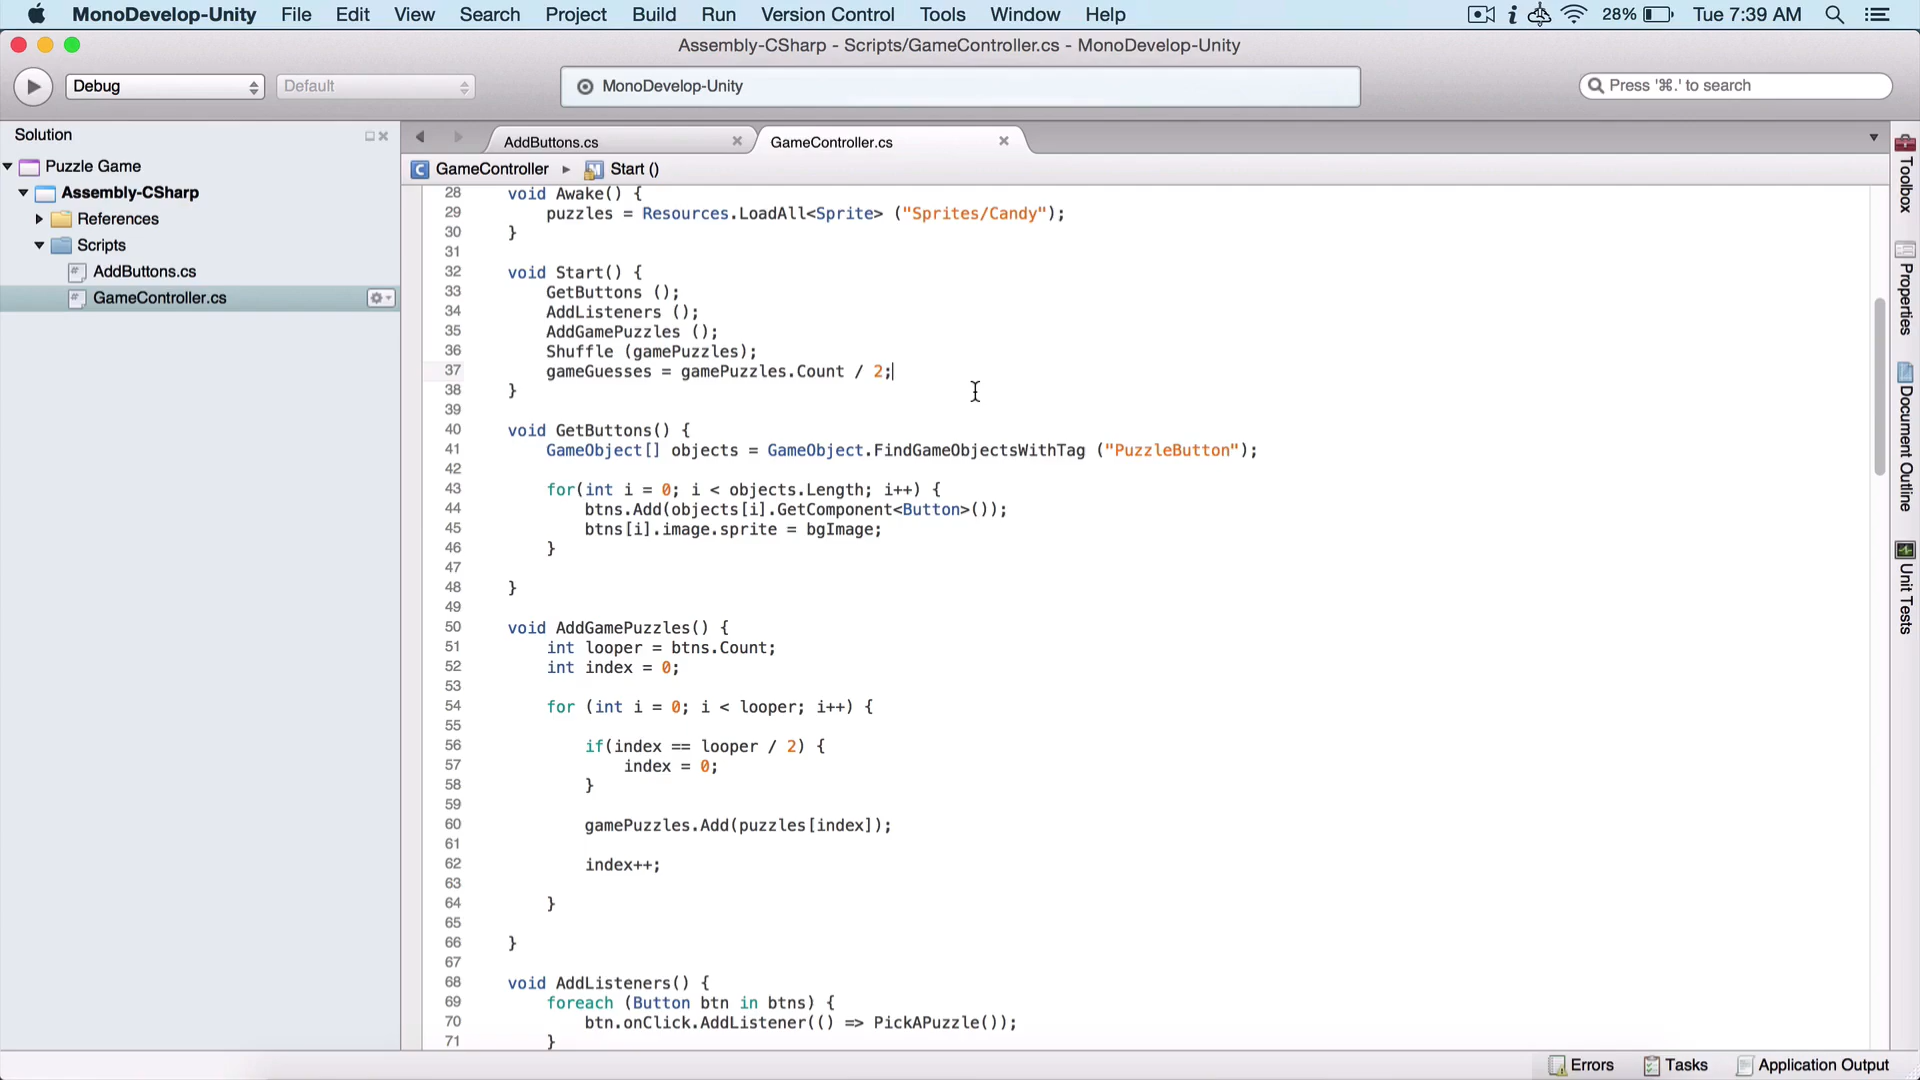 MonoDevelop-Unity File Edit View Search Project Build Run Version Control Tools Window Help 28% Tue 7:39 AM
Assembly-CSharp - Scripts/GameController.cs - MonoDevelop-Unity
Debug Default MonoDevelop-Unity Press '⌘.' to search
Solution
Puzzle Game
Assembly-CSharp
References
Scripts
AddButtons.cs
GameController.cs
AddButtons.cs GameController.cs
GameController ▸ Start ()
28 void Awake() {
29 puzzles = Resources.LoadAll<Sprite> ("Sprites/Candy");
30 }
31
32 void Start() {
33 GetButtons ();
34 AddListeners ();
35 AddGamePuzzles ();
36 Shuffle (gamePuzzles);
37 gameGuesses = gamePuzzles.Count / 2;
38 }
39
40 void GetButtons() {
41 GameObject[] objects = GameObject.FindGameObjectsWithTag ("PuzzleButton");
42
43 for(int i = 0; i < objects.Length; i++) {
44 btns.Add(objects[i].GetComponent<Button>());
45 btns[i].image.sprite = bgImage;
46 }
47
48 }
49
50 void AddGamePuzzles() {
51 int looper = btns.Count;
52 int index = 0;
53
54 for (int i = 0; i < looper; i++) {
55
56 if(index == looper / 2) {
57 index = 0;
58 }
59
60 gamePuzzles.Add(puzzles[index]);
61
62 index++;
63
64 }
65
66 }
67
68 void AddListeners() {
69 foreach (Button btn in btns) {
70 btn.onClick.AddListener(() => PickAPuzzle());
71 }
Toolbox
Properties
Document Outline
Unit Tests
Errors Tasks Application Output